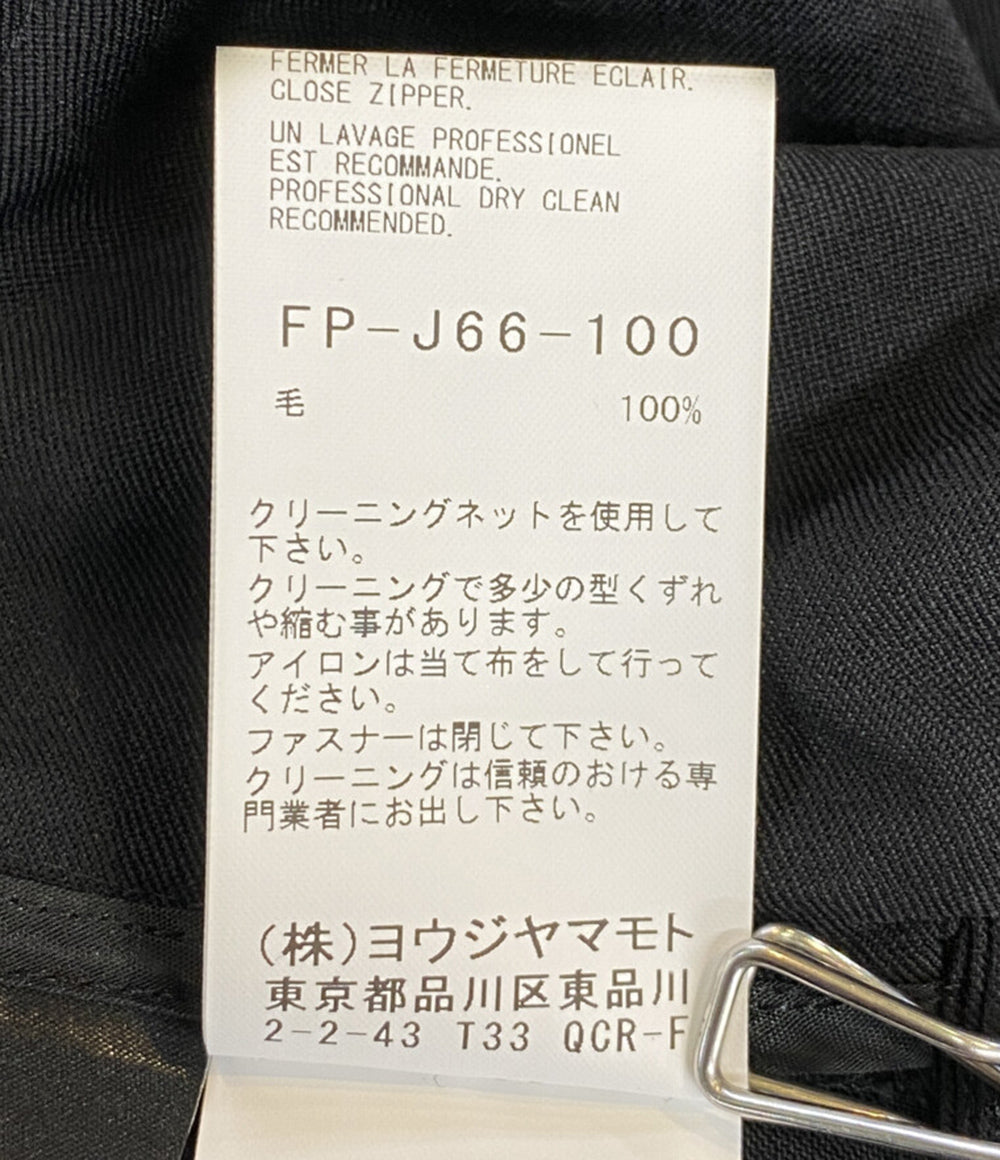 FERMER LA FERMETURE ECLAIR.
CLOSE ZIPPER.
UN LAVAGE PROFESSIONEL
EST RECOMMANDE.
PROFESSIONAL DRY CLEAN
RECOMMENDED.
FP-J66-100
毛 100%
クリーニングネットを使用して
下さい。
クリーニングで多少の型くずれ
や縮む事があります。
アイロンは当て布をして行って
ください。
ファスナーは閉じて下さい。
クリーニングは信頼のおける専
門業者にお出し下さい。
(株)ヨウジヤマモト
東京都品川区東品川
2-2-43 T33 QCR-F